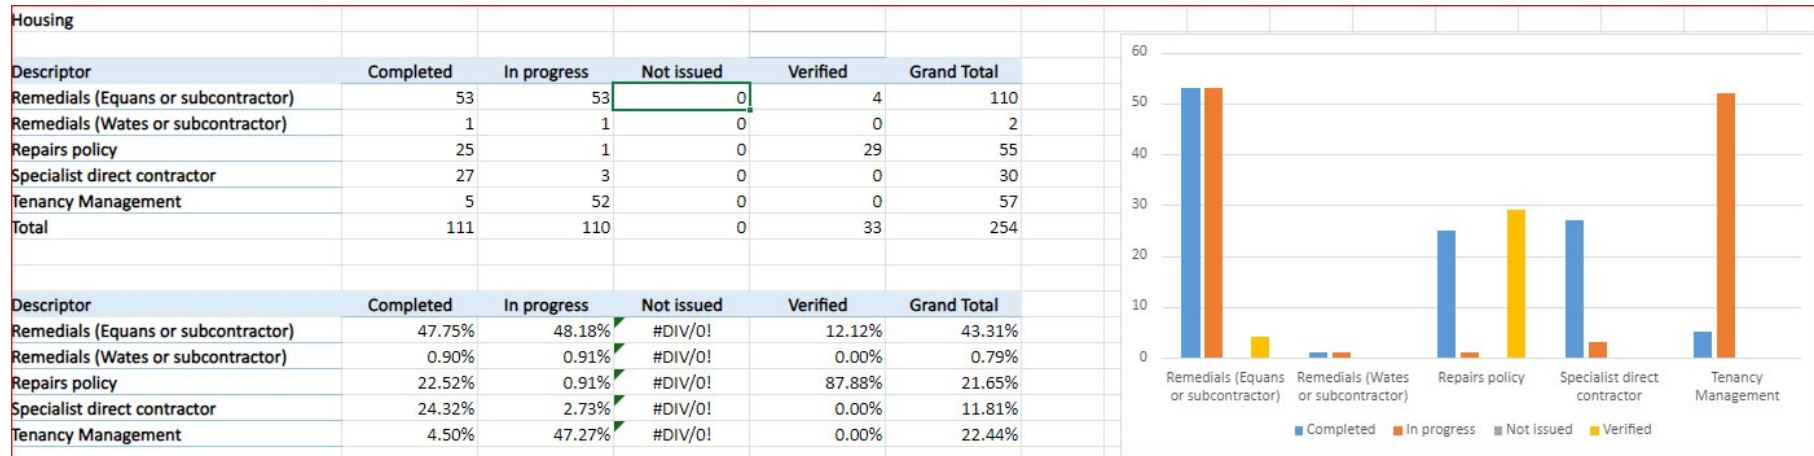 Housing
Descriptor Completed In progress Not issued Verified Grand Total
Remedials (Equans or subcontractor) 53 53 0 4 110
Remedials (Wates or subcontractor) 1 1 0 0 2
Repairs policy 25 1 0 29 55
Specialist direct contractor 27 3 0 0 30
Tenancy Management 5 52 0 0 57
Total 111 110 0 33 254
Descriptor Completed In progress Not issued Verified Grand Total
Remedials (Equans or subcontractor) 47.75% 48.18% #DIV/0! 12.12% 43.31%
Remedials (Wates or subcontractor) 0.90% 0.91% #DIV/0! 0.00% 0.79%
Repairs policy 22.52% 0.91% #DIV/0! 87.88% 21.65%
Specialist direct contractor 24.32% 2.73% #DIV/0! 0.00% 11.81%
Tenancy Management 4.50% 47.27% #DIV/0! 0.00% 22.44%
60
50
40
30
20
10
0
Remedials (Equans Remedials (Wates Repairs policy Specialist direct Tenancy
or subcontractor) or subcontractor) contractor Management
Completed In progress Not issued Verified